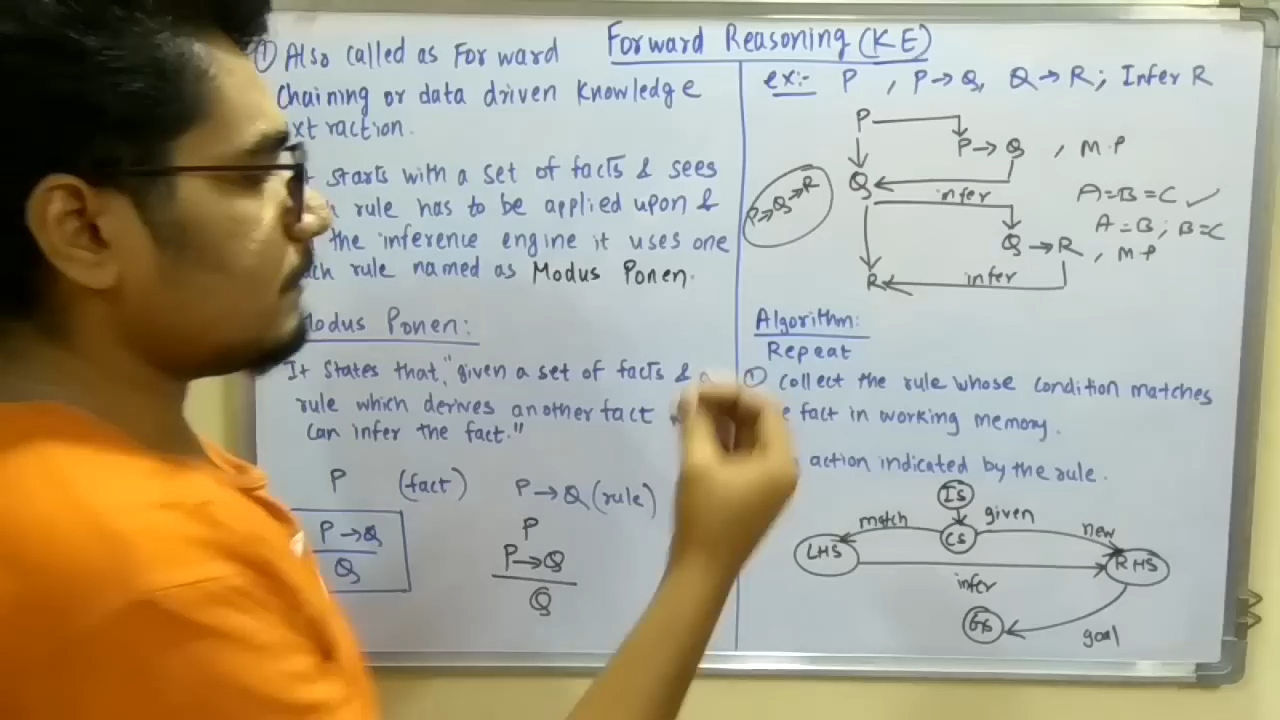 Forward Reasoning (KE)
① Also called as Forward
Chaining or data driven Knowledge
extraction.
starts with a set of facts & sees
rule has to be applied upon &
the inference engine it uses one
rule named as Modus Ponen.
Modus Ponen:
It states that, "given a set of facts & a
rule which derives another fact
can infer the fact."
P (fact) P → Q (rule)
P → Q
Q
P
P → Q
Q
ex:- P , P → Q, Q → R ; Infer R
P
P → Q , M.P
Q infer
P → Q → R
A = B = C ✓
A = B ; B = C
Q → R , M.P
R infer
Algorithm:
Repeat
① Collect the rule whose condition matches
fact in working memory.
action indicated by the rule.
IS
match CS given new
LHS RHS
infer
GS goal